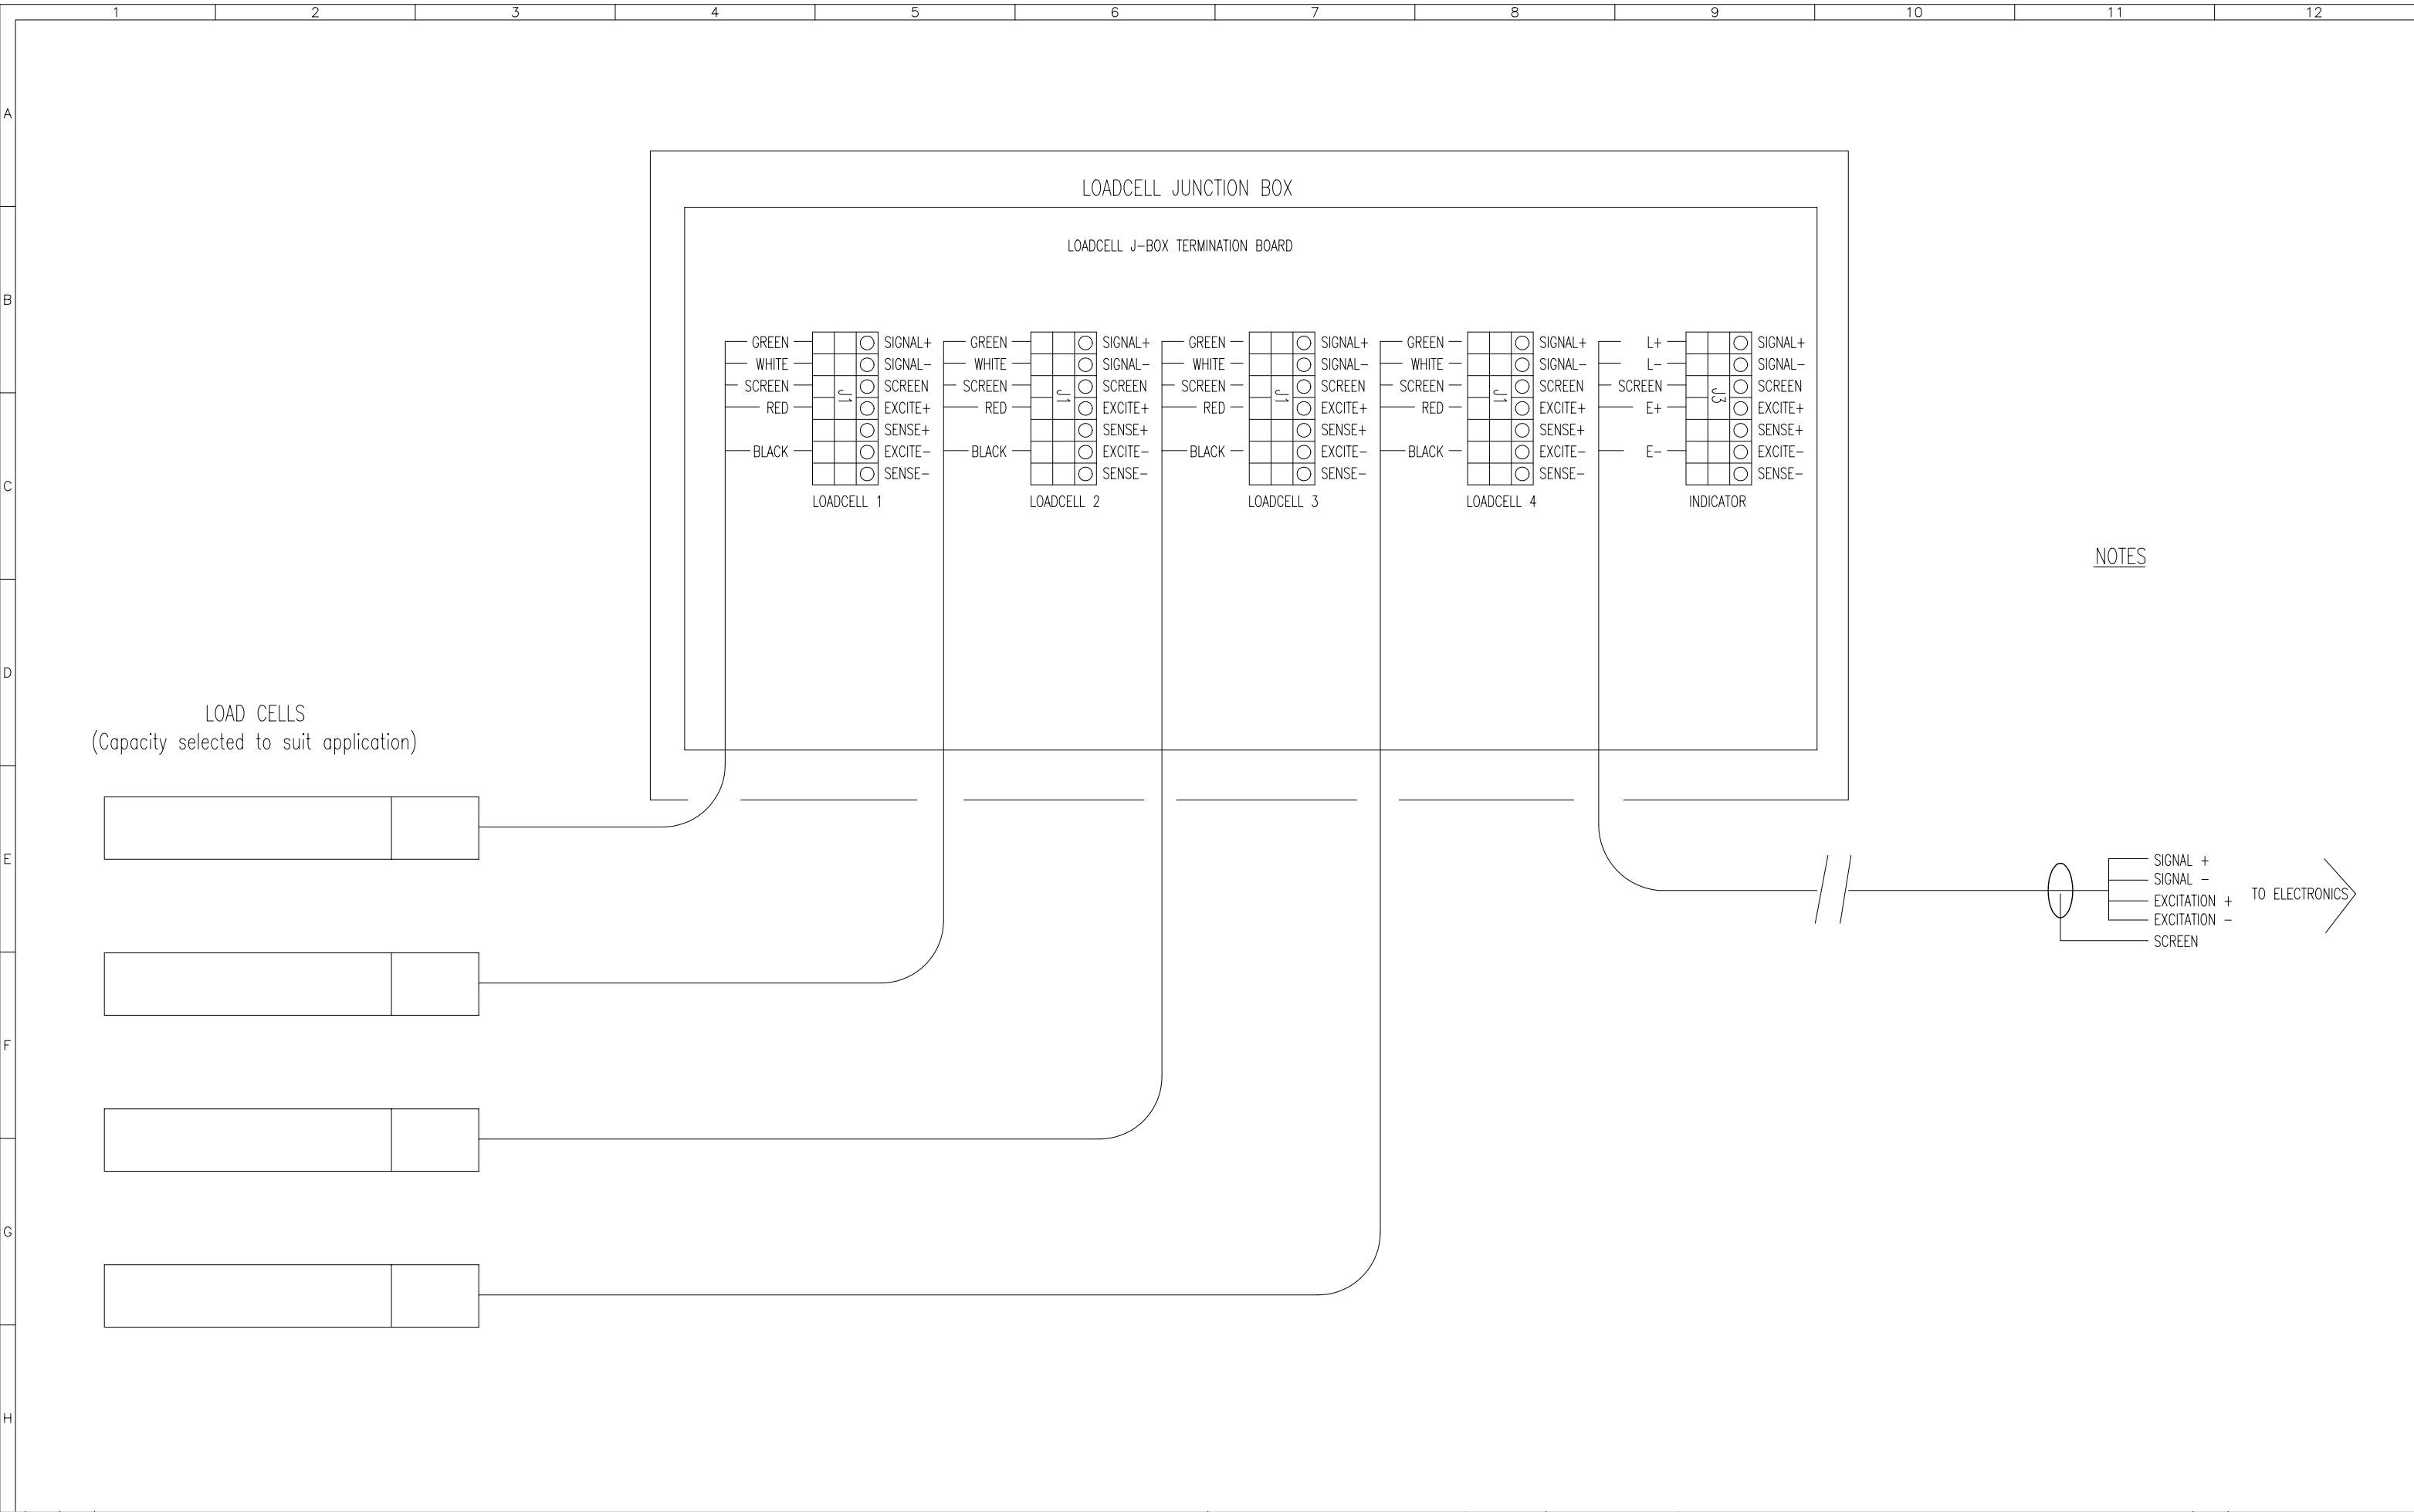 1 2 3 4 5 6 7 8 9 10 11 12
A
LOADCELL JUNCTION BOX
LOADCELL J-BOX TERMINATION BOARD
B
GREEN SIGNAL+ GREEN SIGNAL+ GREEN SIGNAL+ GREEN SIGNAL+ L+ SIGNAL+
WHITE SIGNAL- WHITE SIGNAL- WHITE SIGNAL- WHITE SIGNAL- L- SIGNAL-
SCREEN J1 SCREEN SCREEN J1 SCREEN SCREEN J1 SCREEN SCREEN J1 SCREEN SCREEN J3 SCREEN
RED EXCITE+ RED EXCITE+ RED EXCITE+ RED EXCITE+ E+ EXCITE+
SENSE+ SENSE+ SENSE+ SENSE+ SENSE+
BLACK EXCITE- BLACK EXCITE- BLACK EXCITE- BLACK EXCITE- E- EXCITE-
SENSE- SENSE- SENSE- SENSE- SENSE-
C
LOADCELL 1 LOADCELL 2 LOADCELL 3 LOADCELL 4 INDICATOR
NOTES
D
LOAD CELLS
(Capacity selected to suit application)
E
SIGNAL +
SIGNAL -
EXCITATION +
EXCITATION -
SCREEN
TO ELECTRONICS
F
G
H